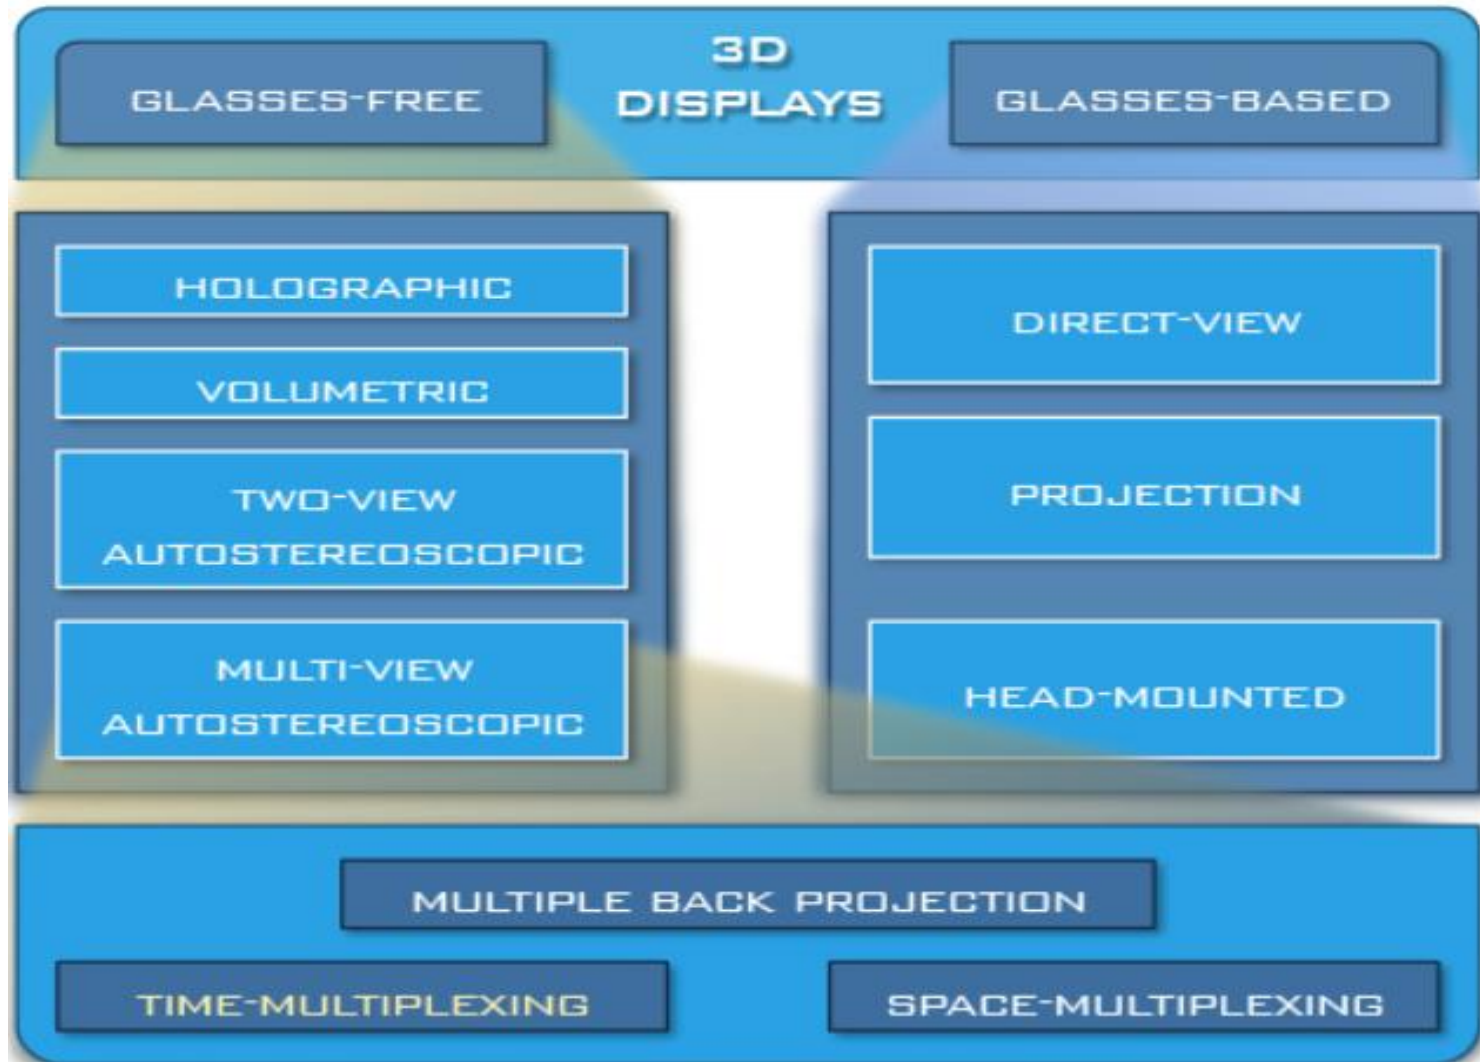 3D
DISPLAYS
GLASSES-FREE
GLASSES-BASED
HOLOGRAPHIC
VOLUMETRIC
TWO-VIEW
AUTOSTEREOSCOPIC
MULTI-VIEW
AUTOSTEREOSCOPIC
DIRECT-VIEW
PROJECTION
HEAD-MOUNTED
MULTIPLE BACK PROJECTION
TIME-MULTIPLEXING
SPACE-MULTIPLEXING